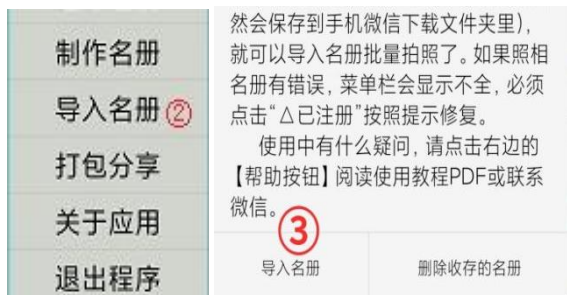 制作名册
导入名册②
打包分享
关于应用
退出程序
然会保存到手机微信下载文件夹里),
就可以导入名册批量拍照了。如果照相
名册有错误,菜单栏会显示不全,必须
点击“△已注册”按照提示修复。
使用中有什么疑问,请点击右边的
【帮助按钮】阅读使用教程PDF或联系
微信。
③
导入名册
删除收存的名册